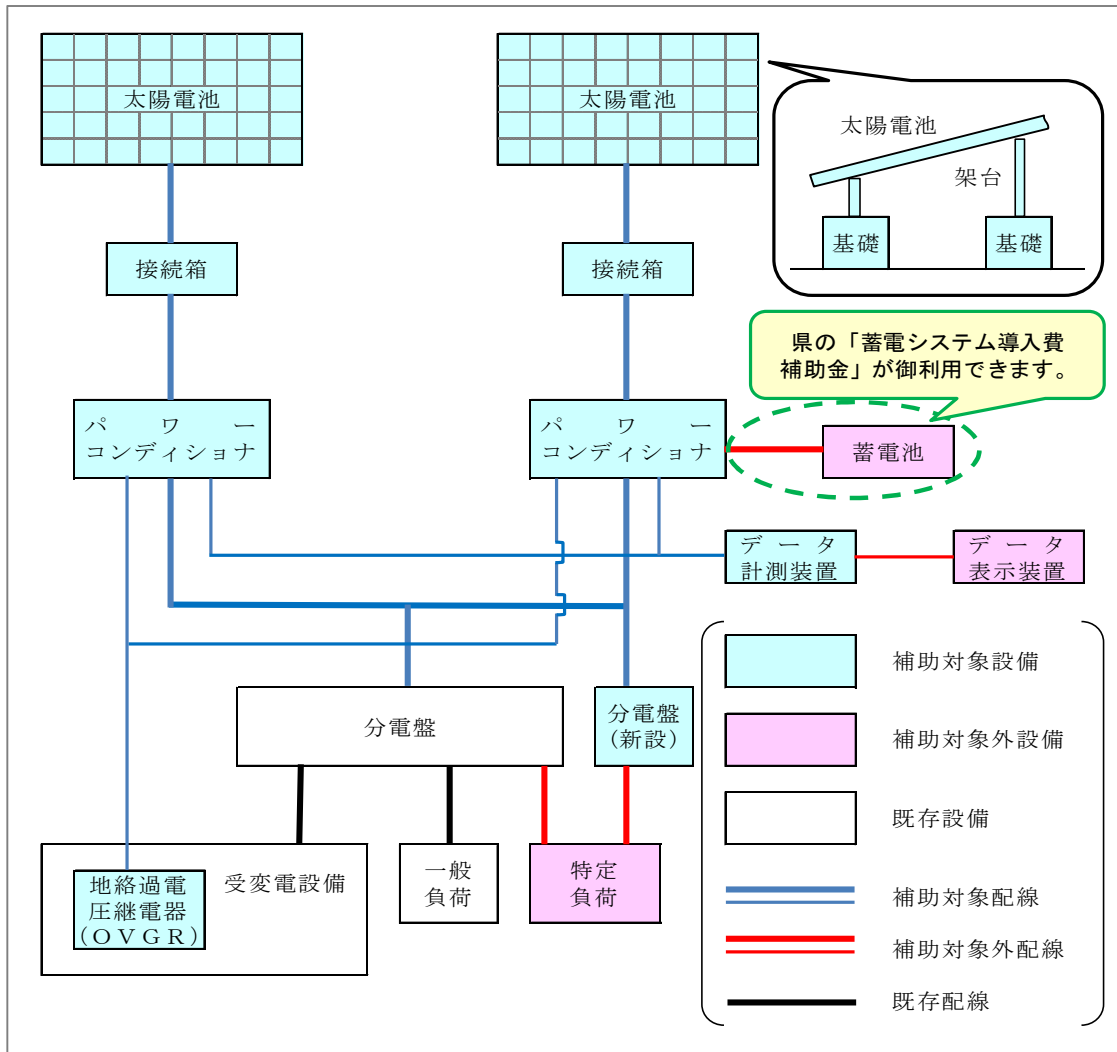 太陽電池
太陽電池
太陽電池
架台
基礎
基礎
接続箱
接続箱
県の「蓄電システム導入費
補助金」が御利用できます。
パワー
コンディショナ
パワー
コンディショナ
蓄電池
データ
計測装置
データ
表示装置
分電盤
分電盤
(新設)
補助対象設備
補助対象外設備
既存設備
補助対象配線
補助対象外配線
既存配線
地絡過電
圧継電器
(OVGR)
受変電設備
一般
負荷
特定
負荷